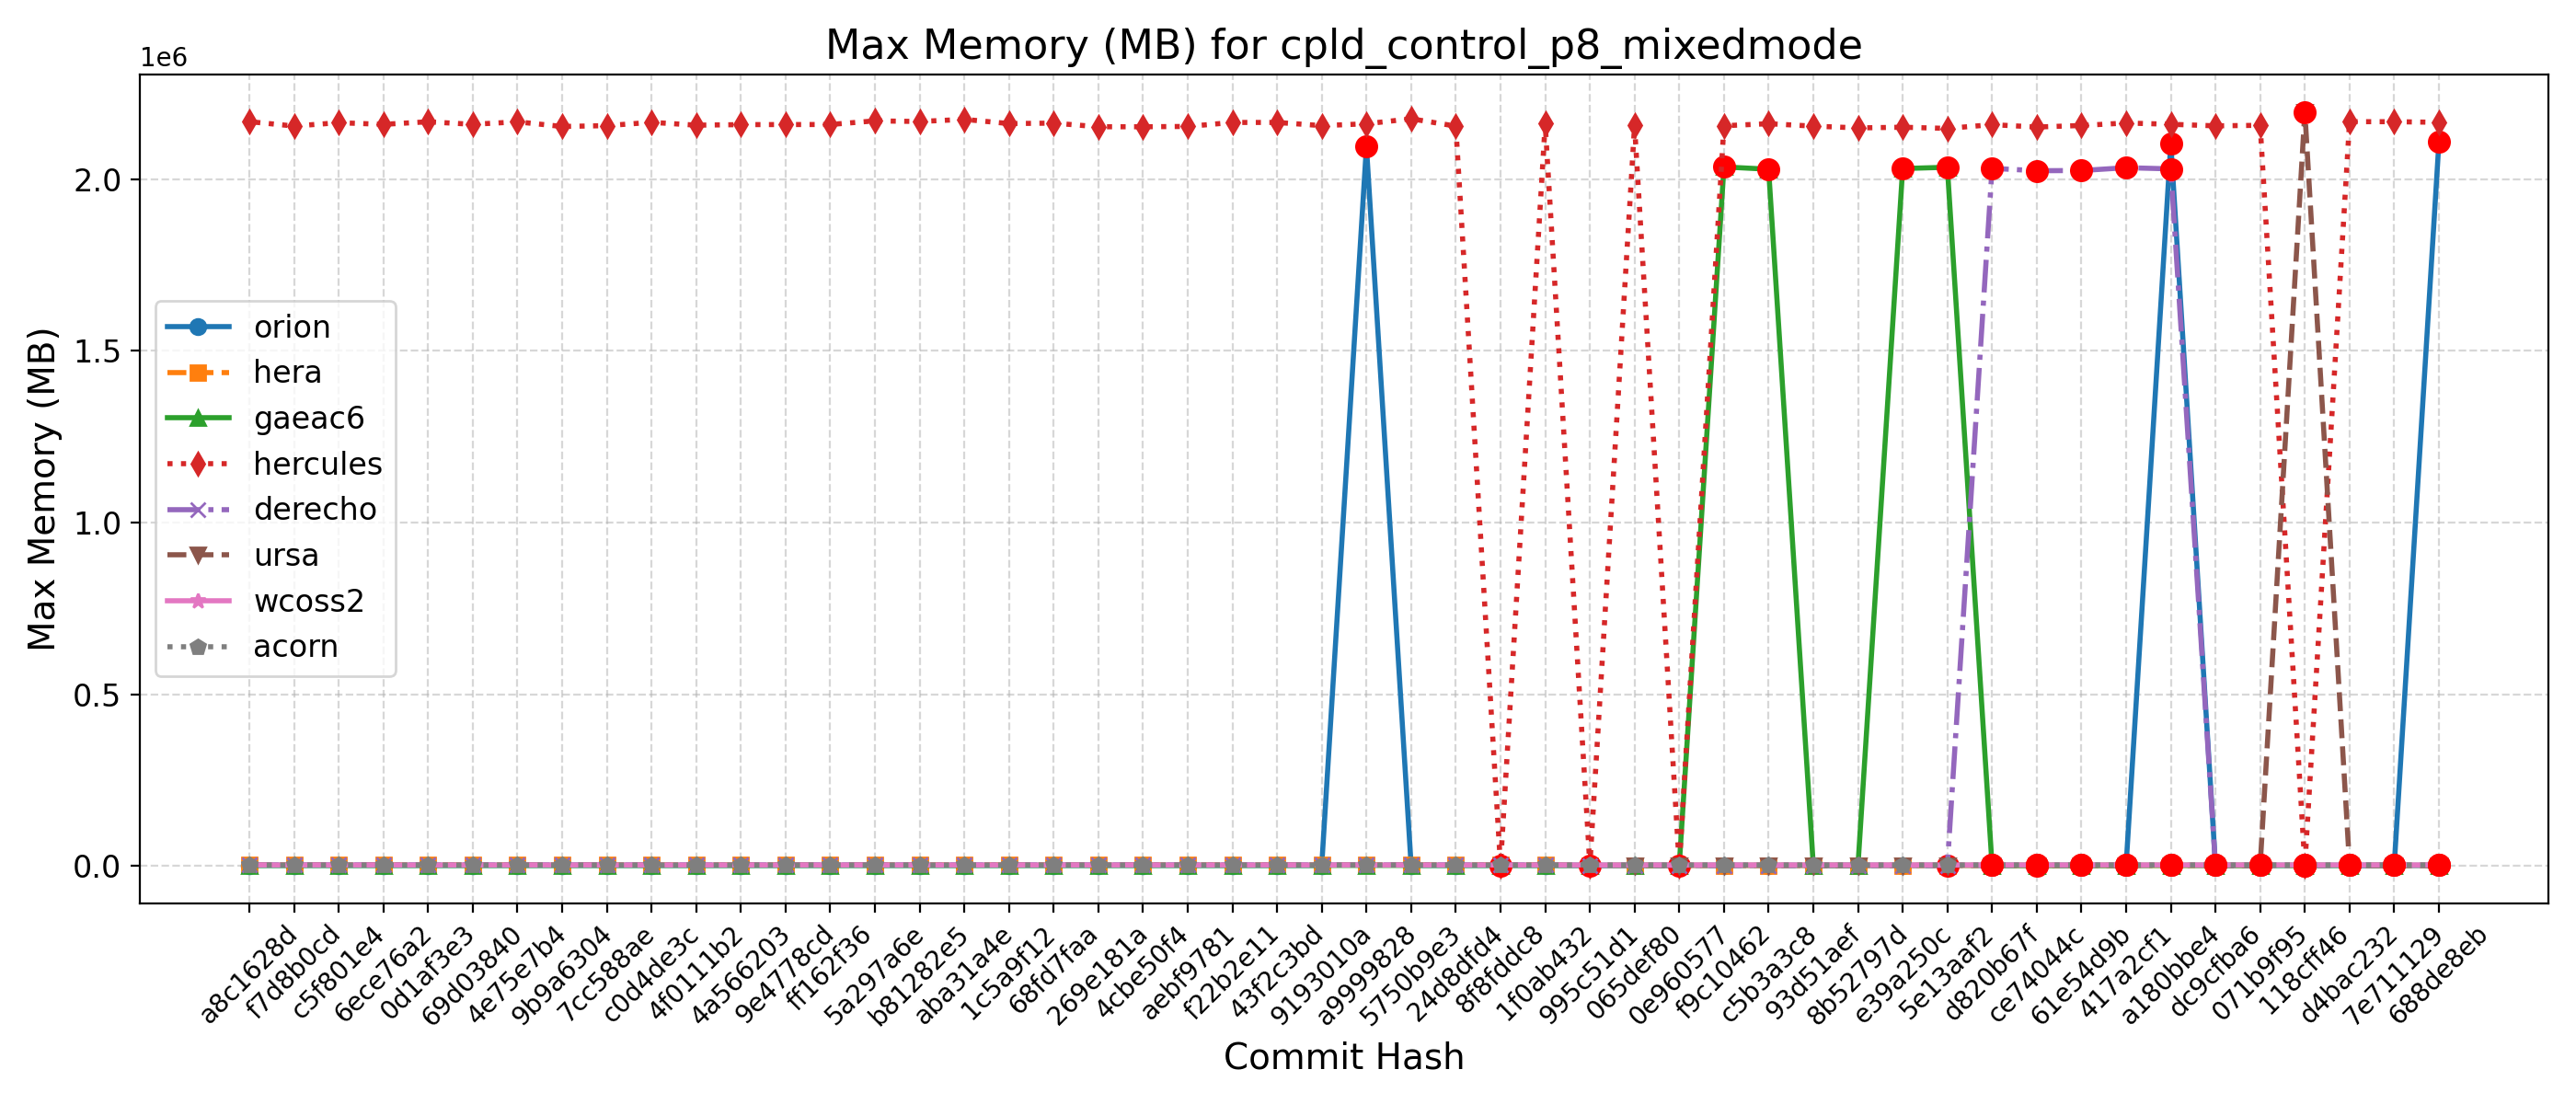 Max Memory (MB) for cpld_control_p8_mixedmode
1e6
Max Memory (MB)
2.0
1.5
1.0
0.5
0.0
orion
hera
gaeac6
hercules
derecho
ursa
wcoss2
acorn
a8c1628d
f7d8b0cd
c5f801e4
6ece76a2
0d1af3e3
69d03840
4e75e7b4
9b9a6304
7cc588ae
c0d4de3c
4f0111b2
4a566203
9e4778cd
ff162f36
5a297a6e
b81282e5
aba31a4e
1c5a9f12
68fd7faa
269e181a
4cbe50f4
aebf9781
f22b2e11
43f2c3bd
9193010a
a9999828
5750b9e3
24d8dfd4
8f8fddc8
1f0ab432
995c51d1
065def80
0e960577
f9c10462
c5b3a3c8
93d51aef
8b52797d
e39a250c
5e13aaf2
d820b67f
ce74044c
61e54d9b
417a2cf1
a180bbe4
dc9cfba6
071b9f95
118cff46
d4bac232
7e711129
688de8eb
Commit Hash